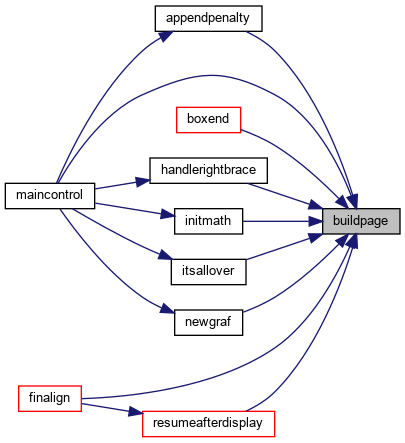 appendpenalty
boxend
handlerightbrace
maincontrol
initmath
buildpage
itsallover
newgraf
finalign
resumeafterdisplay